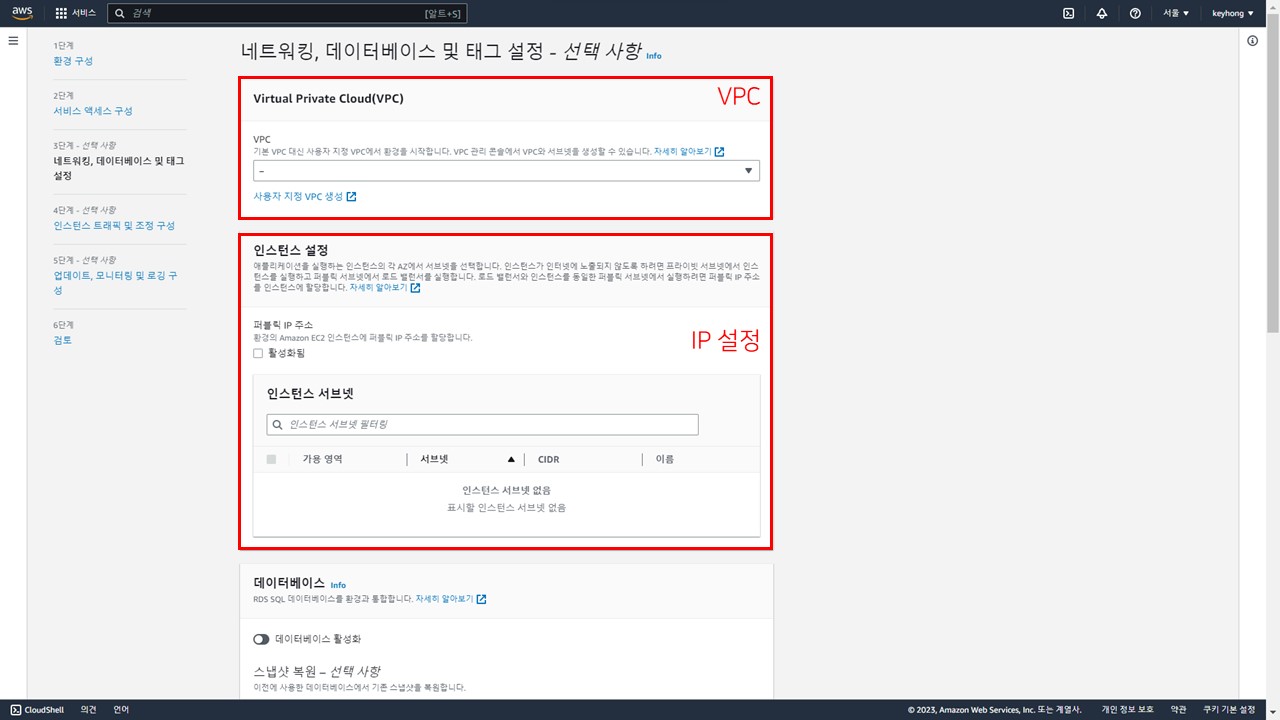 aws
서비스
검색
[알트+S]
서울
keyhong
1단계
환경 구성
2단계
서비스 액세스 구성
3단계 - 선택 사항
네트워킹, 데이터베이스 및 태그
설정
4단계 - 선택 사항
인스턴스 트래픽 및 조정 구성
5단계 - 선택 사항
업데이트, 모니터링 및 로깅 구
성
6단계
검토
네트워킹, 데이터베이스 및 태그 설정 - 선택 사항 Info
Virtual Private Cloud(VPC)
VPC
VPC
기본 VPC 대신 사용자 지정 VPC에서 환경을 시작합니다. VPC 관리 콘솔에서 VPC와 서브넷을 생성할 수 있습니다. 자세히 알아보기
–
사용자 지정 VPC 생성
인스턴스 설정
애플리케이션을 실행하는 인스턴스의 각 AZ에서 서브넷을 선택합니다. 인스턴스가 인터넷에 노출되지 않도록 하려면 프라이빗 서브넷에서 인스
턴스를 실행하고 퍼블릭 서브넷에서 로드 밸런서를 실행합니다. 로드 밸런서와 인스턴스를 동일한 퍼블릭 서브넷에서 실행하려면 퍼블릭 IP 주소
를 인스턴스에 할당합니다. 자세히 알아보기
퍼블릭 IP 주소
환경의 Amazon EC2 인스턴스에 퍼블릭 IP 주소를 할당합니다.
IP 설정
활성화됨
인스턴스 서브넷
인스턴스 서브넷 필터링
가용 영역
서브넷
CIDR
이름
인스턴스 서브넷 없음
표시할 인스턴스 서브넷 없음
데이터베이스 Info
RDS SQL 데이터베이스를 환경과 통합합니다. 자세히 알아보기
데이터베이스 활성화
스냅샷 복원 – 선택 사항
이전에 사용한 데이터베이스에서 기존 스냅샷을 복원합니다.
CloudShell
의견
언어
© 2023, Amazon Web Services, Inc. 또는 계열사.
개인 정보 보호
약관
쿠키 기본 설정